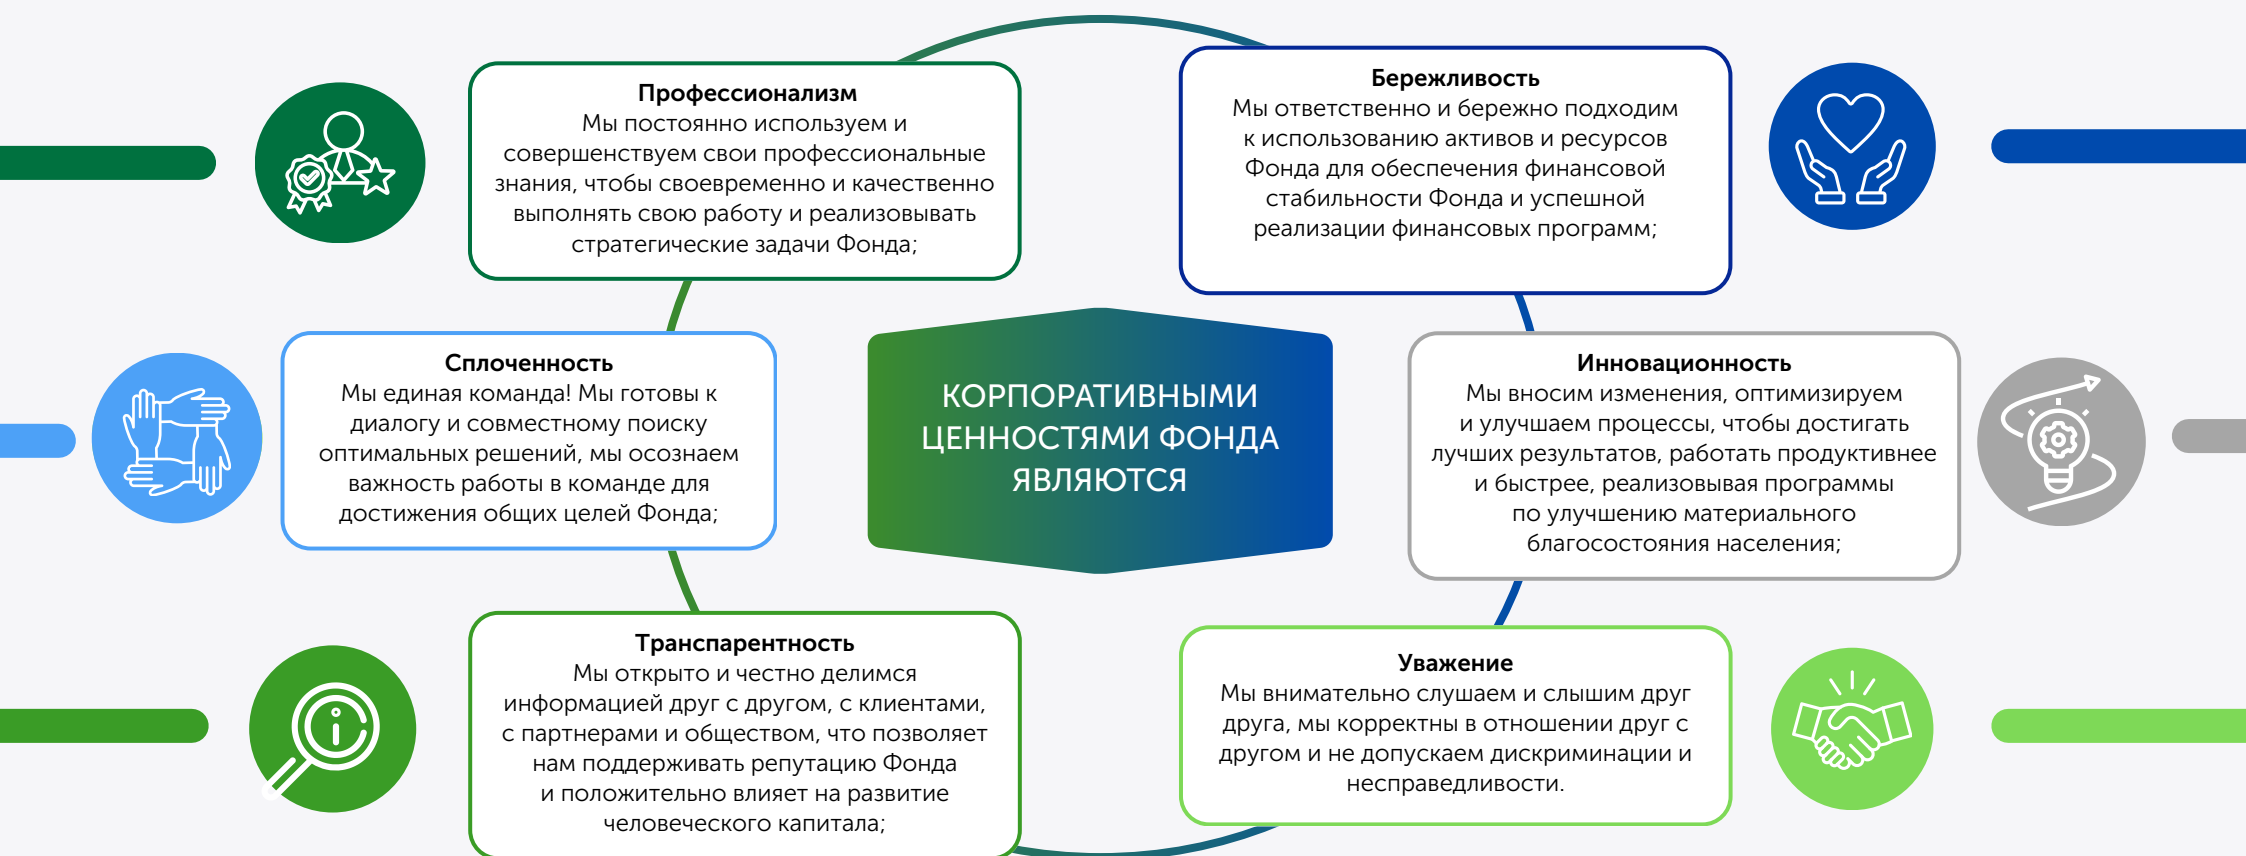 Профессионализм
Мы постоянно используем и
совершенствуем свои профессиональные
знания, чтобы своевременно и качественно
выполнять свою работу и реализовывать
стратегические задачи Фонда;
Бережливость
Мы ответственно и бережно подходим
к использованию активов и ресурсов
Фонда для обеспечения финансовой
стабильности Фонда и успешной
реализации финансовых программ;
Сплоченность
Мы единая команда! Мы готовы к
диалогу и совместному поиску
оптимальных решений, мы осознаем
важность работы в команде для
достижения общих целей Фонда;
КОРПОРАТИВНЫМИ
ЦЕННОСТЯМИ ФОНДА
ЯВЛЯЮТСЯ
Инновационность
Мы вносим изменения, оптимизируем
и улучшаем процессы, чтобы достигать
лучших результатов, работать продуктивнее
и быстрее, реализовывая программы
по улучшению материального
благосостояния населения;
Транспарентность
Мы открыто и честно делимся
информацией друг с другом, с клиентами,
с партнерами и обществом, что позволяет
нам поддерживать репутацию Фонда
и положительно влияет на развитие
человеческого капитала;
Уважение
Мы внимательно слушаем и слышим друг
друга, мы корректны в отношении друг с
другом и не допускаем дискриминации и
несправедливости.